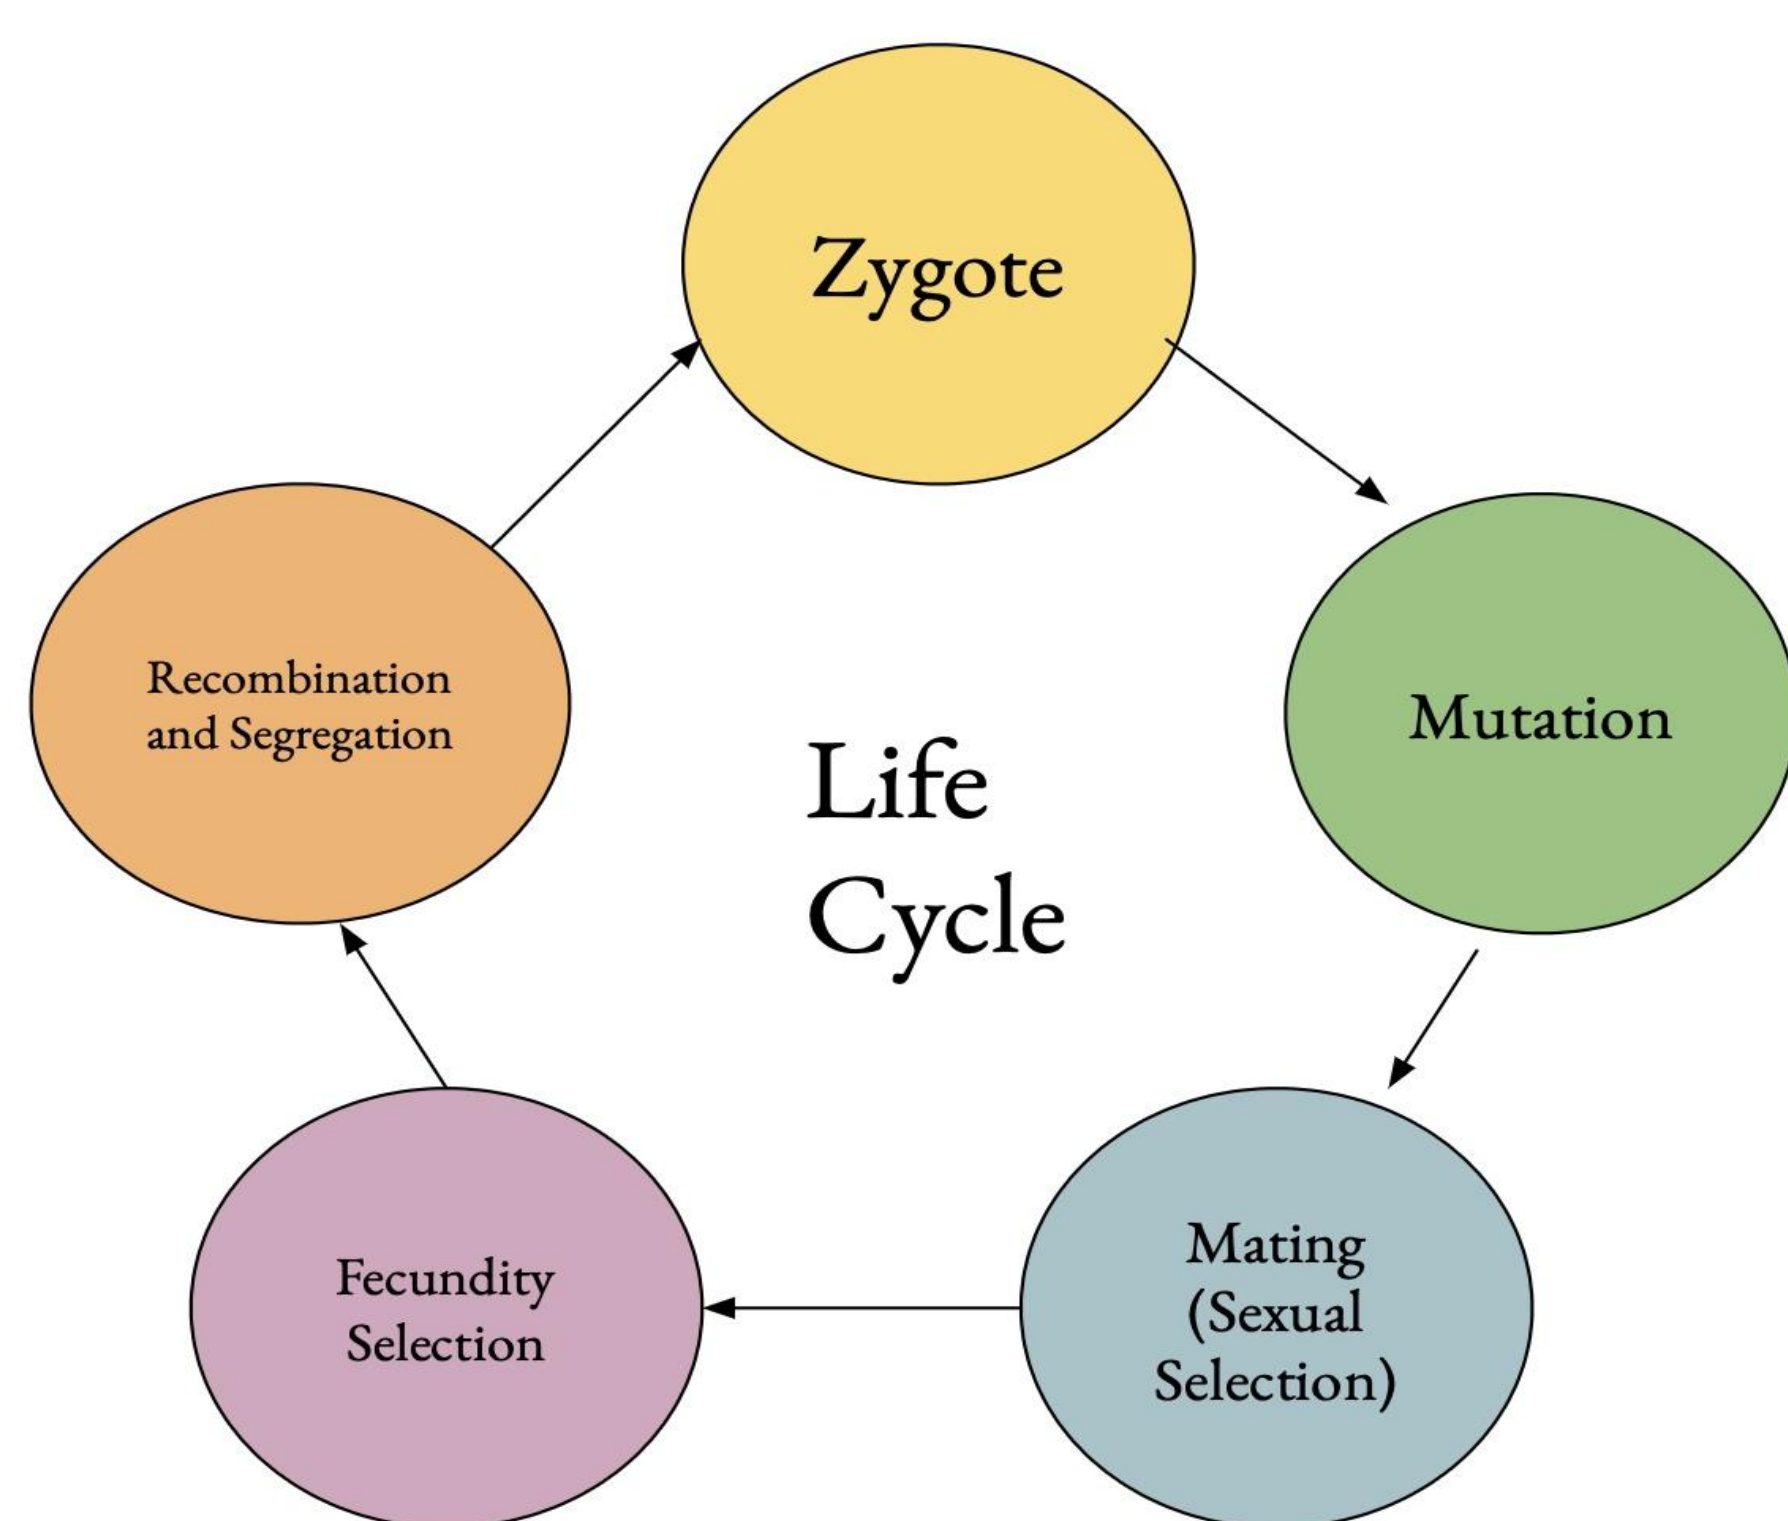 Zygote
Mutation
Mating
(Sexual
Selection)
Fecundity
Selection
Recombination
and Segregation
Life
Cycle